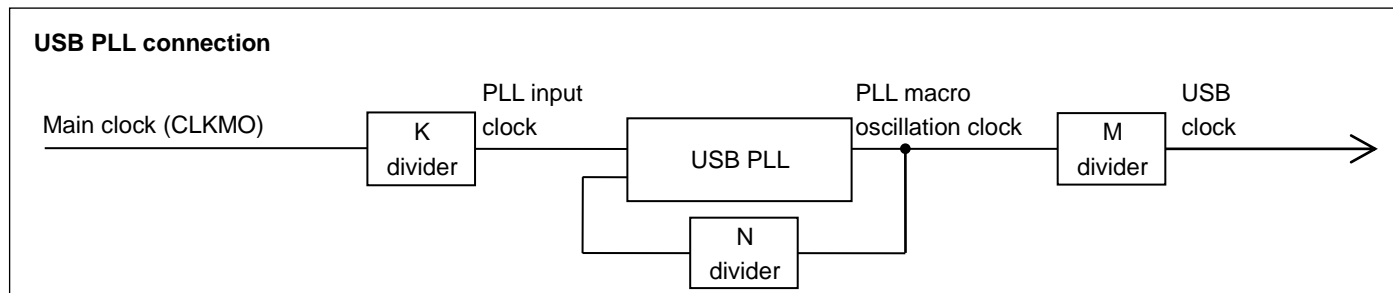 USB PLL connection
Main clock (CLKMO)
K
divider
PLL input
clock
USB PLL
N
divider
PLL macro
oscillation clock
M
divider
USB
clock